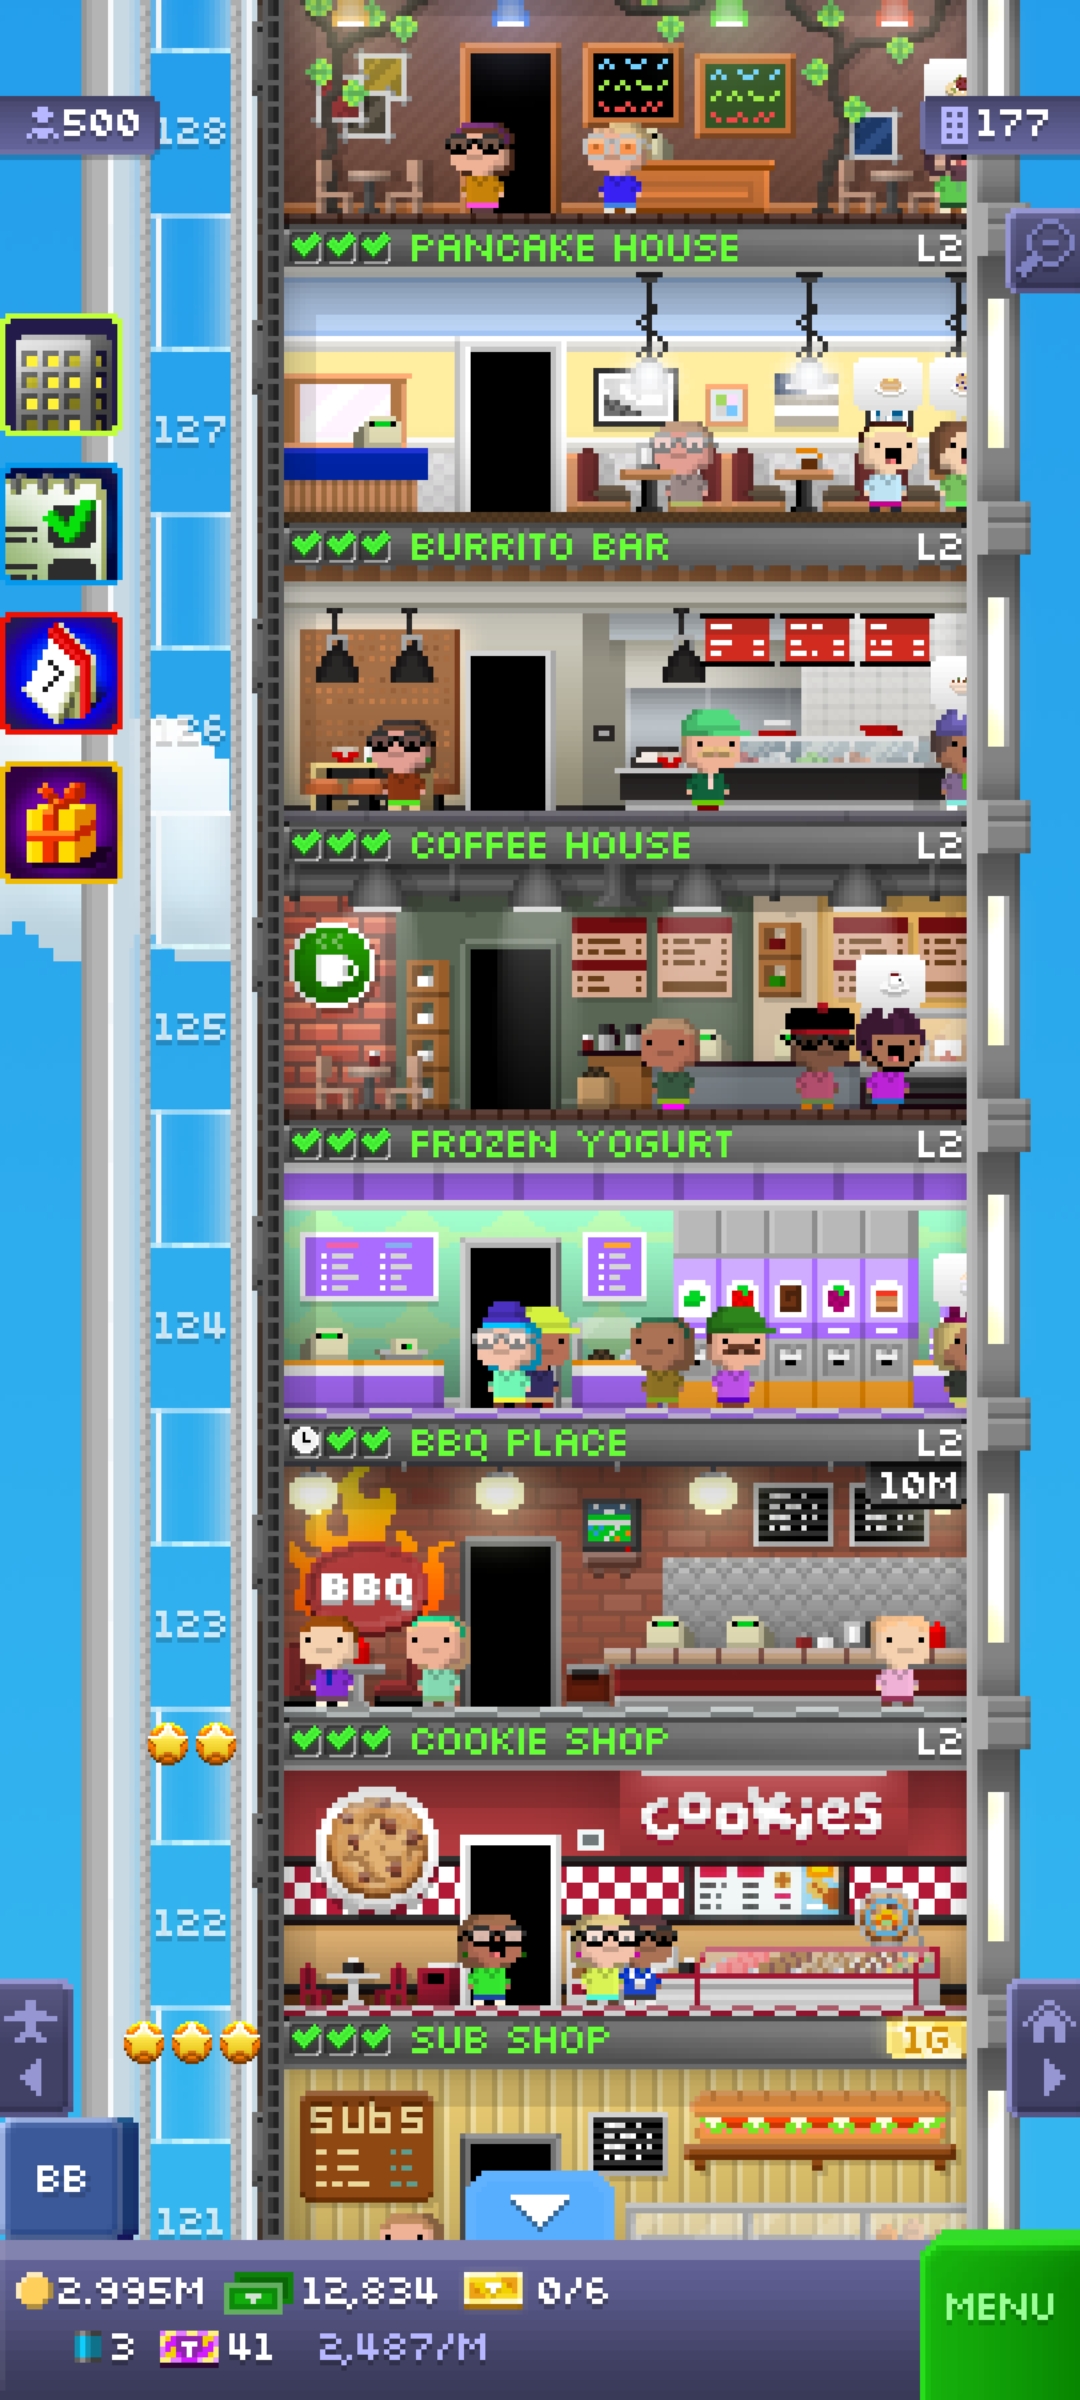 500
128
177
PANCAKE HOUSE L2
127
BURRITO BAR L2
7
126
COFFEE HOUSE L2
125
FROZEN YOGURT L2
124
BBQ PLACE L2
10M
BBQ
123
COOKIE SHOP L2
cookies
122
SUB SHOP 1G
SUBS
BB
121
2.995M 12,834 0/6
3 T 41 2,487/M
MENU